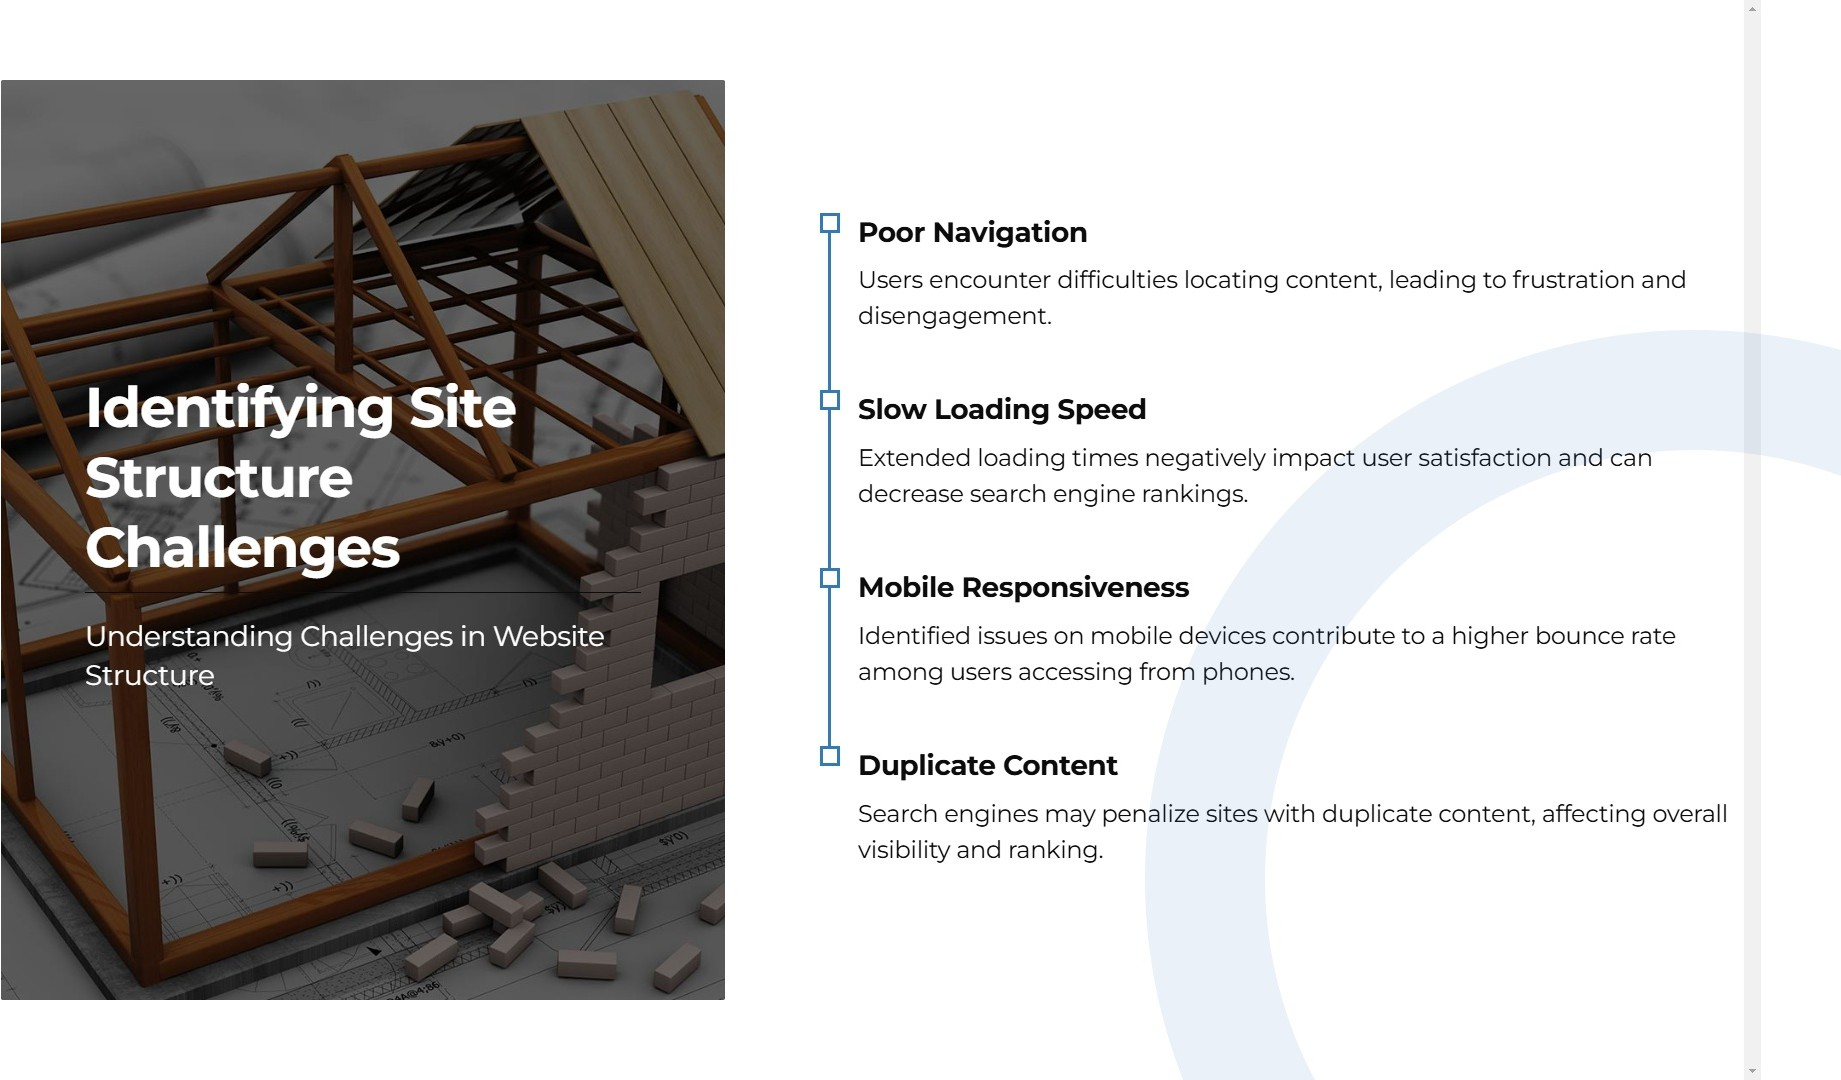 Identifying Site
Structure
Challenges
Understanding Challenges in Website
Structure
Poor Navigation
Users encounter difficulties locating content, leading to frustration and
disengagement.
Slow Loading Speed
Extended loading times negatively impact user satisfaction and can
decrease search engine rankings.
Mobile Responsiveness
Identified issues on mobile devices contribute to a higher bounce rate
among users accessing from phones.
Duplicate Content
Search engines may penalize sites with duplicate content, affecting overall
visibility and ranking.